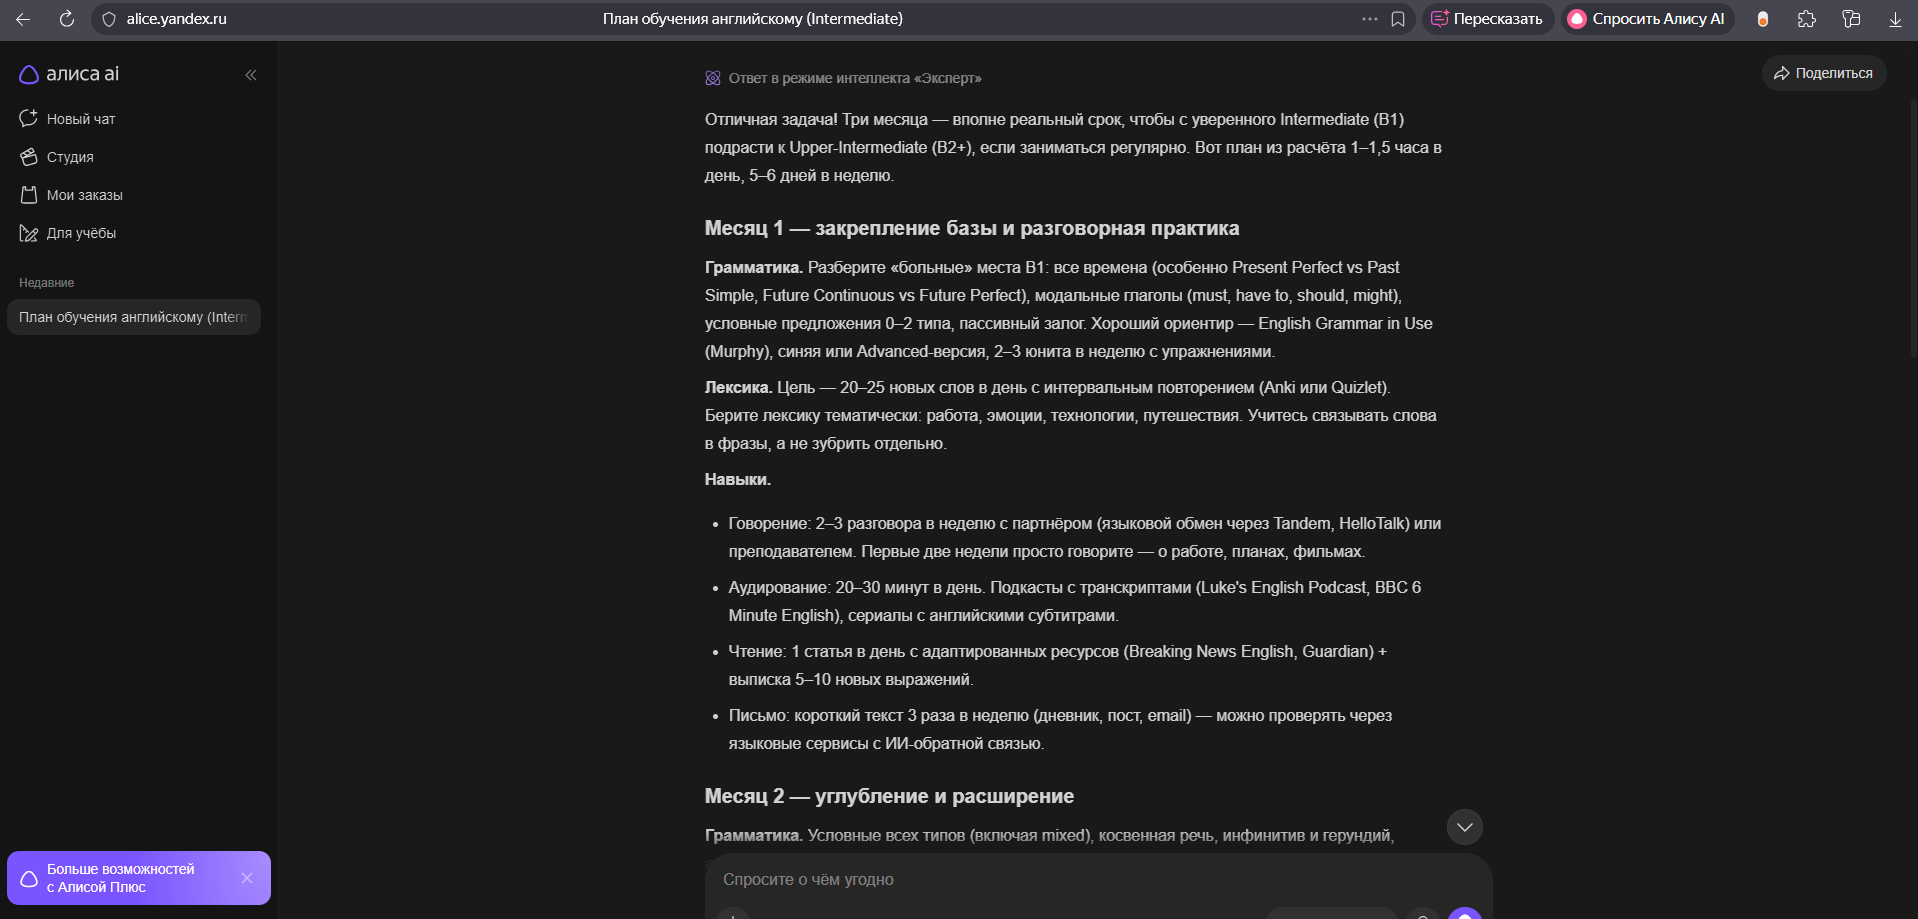 alice.yandex.ru
План обучения английскому (Intermediate)
Пересказать
Спросить Алису AI
алиса ai
Новый чат
Студия
Мои заказы
Для учёбы
Недавние
План обучения английскому (Intern
Больше возможностей
с Алисой Плюс
Поделиться
Ответ в режиме интеллекта «Эксперт»
Отличная задача! Три месяца — вполне реальный срок, чтобы с уверенного Intermediate (B1)
подрасти к Upper-Intermediate (B2+), если заниматься регулярно. Вот план из расчёта 1–1,5 часа в
день, 5–6 дней в неделю.
Месяц 1 — закрепление базы и разговорная практика
Грамматика. Разберите «больные» места B1: все времена (особенно Present Perfect vs Past
Simple, Future Continuous vs Future Perfect), модальные глаголы (must, have to, should, might),
условные предложения 0–2 типа, пассивный залог. Хороший ориентир — English Grammar in Use
(Murphy), синяя или Advanced-версия, 2–3 юнита в неделю с упражнениями.
Лексика. Цель — 20–25 новых слов в день с интервальным повторением (Anki или Quizlet).
Берите лексику тематически: работа, эмоции, технологии, путешествия. Учитесь связывать слова
в фразы, а не зубрить отдельно.
Навыки.
• Говорение: 2–3 разговора в неделю с партнёром (языковой обмен через Tandem, HelloTalk) или
преподавателем. Первые две недели просто говорите — о работе, планах, фильмах.
• Аудирование: 20–30 минут в день. Подкасты с транскриптами (Luke's English Podcast, BBC 6
Minute English), сериалы с английскими субтитрами.
• Чтение: 1 статья в день с адаптированных ресурсов (Breaking News English, Guardian) +
выписка 5–10 новых выражений.
• Письмо: короткий текст 3 раза в неделю (дневник, пост, email) — можно проверять через
языковые сервисы с ИИ-обратной связью.
Месяц 2 — углубление и расширение
Грамматика. Условные всех типов (включая mixed), косвенная речь, инфинитив и герундий,
Спросите о чём угодно